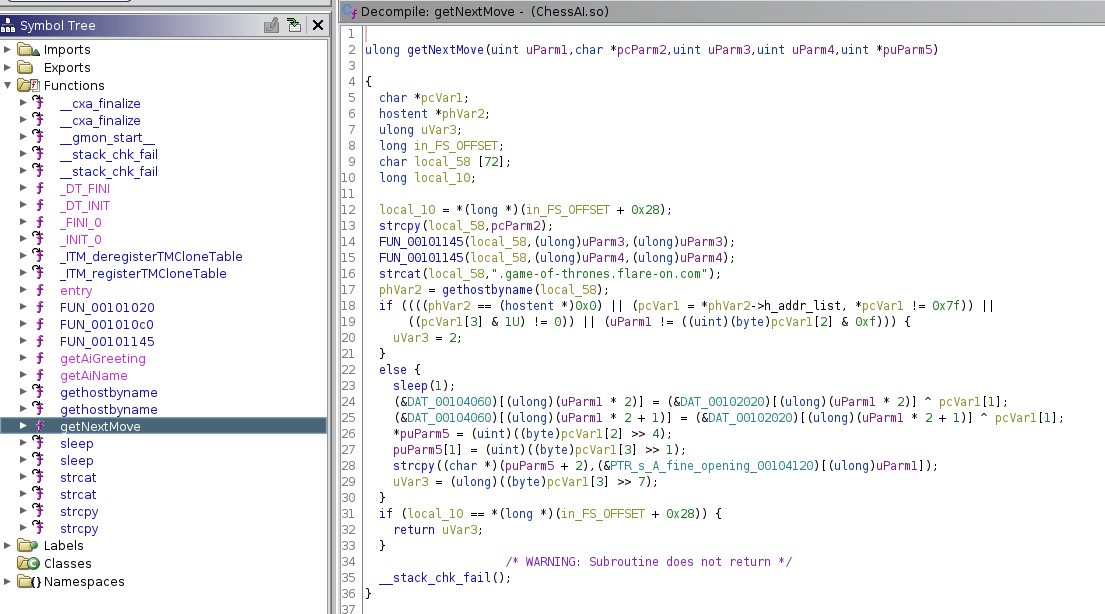 Symbol Tree
Imports
Exports
Functions
__cxa_finalize
__cxa_finalize
__gmon_start__
__stack_chk_fail
__stack_chk_fail
_DT_FINI
_DT_INIT
_FINI_0
_INIT_0
_ITM_deregisterTMCloneTable
_ITM_registerTMCloneTable
entry
FUN_00101020
FUN_001010c0
FUN_00101145
getAiGreeting
getAiName
gethostbyname
gethostbyname
getNextMove
sleep
sleep
strcat
strcat
strcpy
strcpy
Labels
Classes
Namespaces
Decompile: getNextMove - (ChessAI.so)
1
2 ulong getNextMove(uint uParm1,char *pcParm2,uint uParm3,uint uParm4,uint *puParm5)
3
4 {
5 char *pcVar1;
6 hostent *phVar2;
7 ulong uVar3;
8 long in_FS_OFFSET;
9 char local_58 [72];
10 long local_10;
11
12 local_10 = *(long *)(in_FS_OFFSET + 0x28);
13 strcpy(local_58,pcParm2);
14 FUN_00101145(local_58,(ulong)uParm3,(ulong)uParm3);
15 FUN_00101145(local_58,(ulong)uParm4,(ulong)uParm4);
16 strcat(local_58,".game-of-thrones.flare-on.com");
17 phVar2 = gethostbyname(local_58);
18 if ((((phVar2 == (hostent *)0x0) || (pcVar1 = *phVar2->h_addr_list, *pcVar1 != 0x7f)) ||
19 ((pcVar1[3] & 1U) != 0)) || (uParm1 != ((uint)(byte)pcVar1[2] & 0xf))) {
20 uVar3 = 2;
21 }
22 else {
23 sleep(1);
24 (&DAT_00104060)[(ulong)(uParm1 * 2)] = (&DAT_00102020)[(ulong)(uParm1 * 2)] ^ pcVar1[1];
25 (&DAT_00104060)[(ulong)(uParm1 * 2 + 1)] = (&DAT_00102020)[(ulong)(uParm1 * 2 + 1)] ^ pcVar1[1];
26 *puParm5 = (uint)((byte)pcVar1[2] >> 4);
27 puParm5[1] = (uint)((byte)pcVar1[3] >> 1);
28 strcpy((char *)(puParm5 + 2),(&PTR_s_A_fine_opening_00104120)[(ulong)uParm1]);
29 uVar3 = (ulong)((byte)pcVar1[3] >> 7);
30 }
31 if (local_10 == *(long *)(in_FS_OFFSET + 0x28)) {
32 return uVar3;
33 }
34 /* WARNING: Subroutine does not return */
35 __stack_chk_fail();
36 }
37